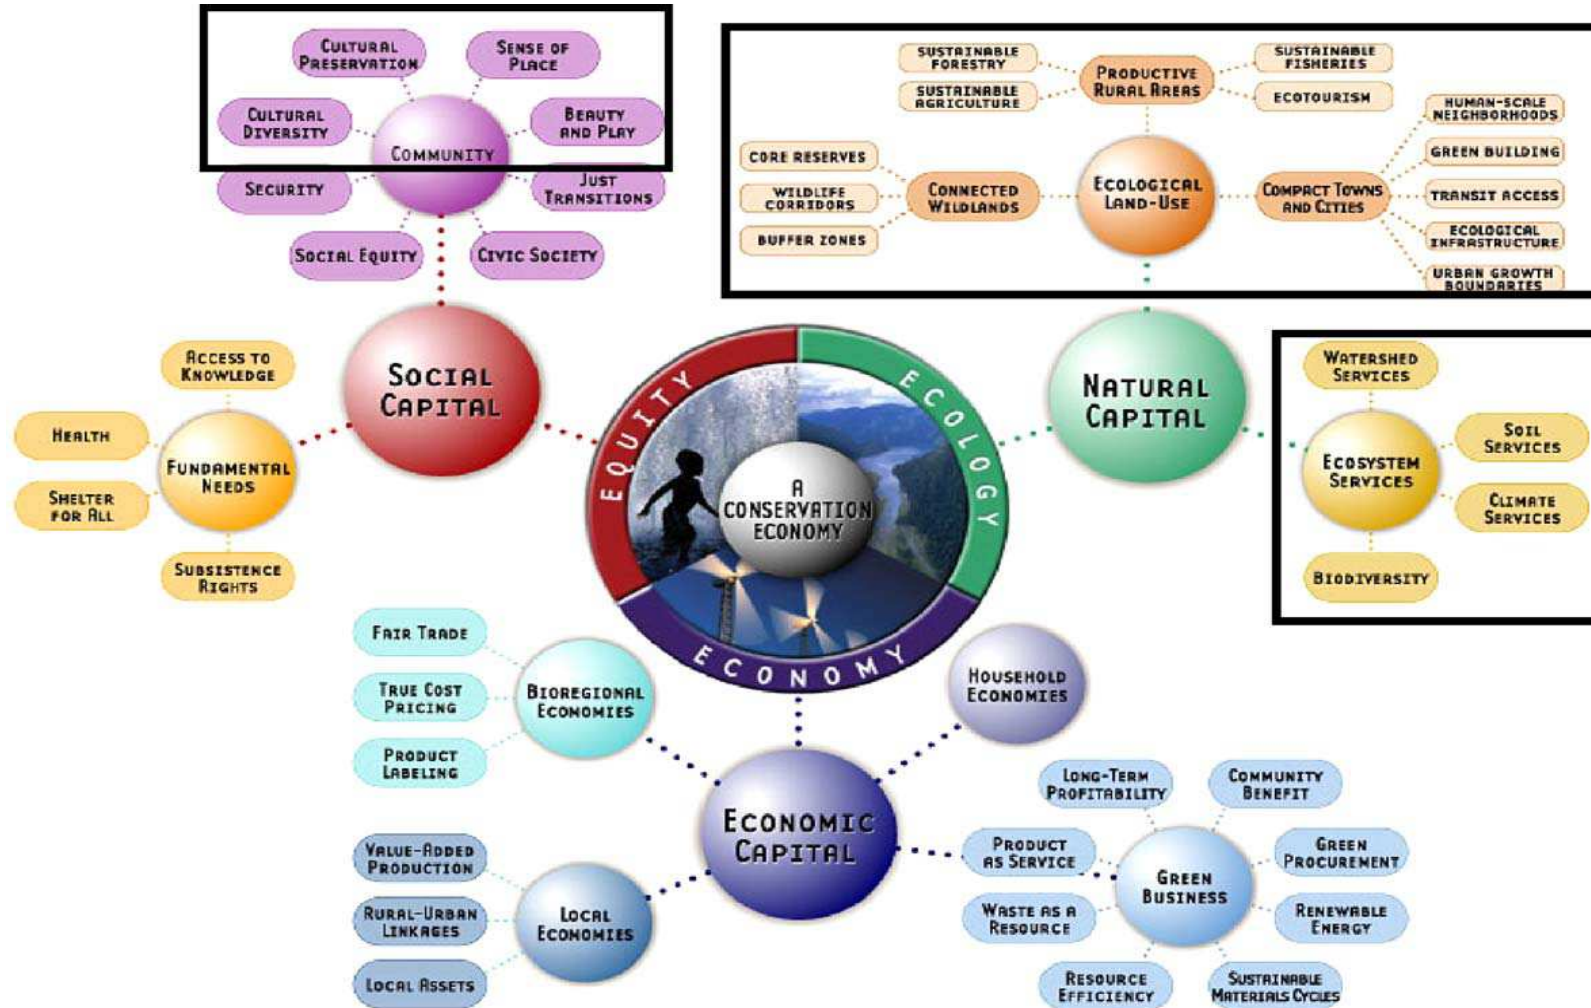 CULTURAL
PRESERVATION
SENSE OF
PLACE
CULTURAL
DIVERSITY
BEAUTY
AND PLAY
COMMUNITY
SECURITY
JUST
TRANSITIONS
SOCIAL EQUITY
CIVIC SOCIETY
SUSTAINABLE
FORESTRY
SUSTAINABLE
AGRICULTURE
PRODUCTIVE
RURAL AREAS
SUSTAINABLE
FISHERIES
ECOTOURISM
CORE RESERVES
WILDLIFE
CORRIDORS
BUFFER ZONES
CONNECTED
WILDLANDS
ECOLOGICAL
LAND-USE
COMPACT TOWNS
AND CITIES
HUMAN-SCALE
NEIGHBORHOODS
GREEN BUILDING
TRANSIT ACCESS
ECOLOGICAL
INFRASTRUCTURE
URBAN GROWTH
BOUNDARIES
SOCIAL
CAPITAL
ACCESS TO
KNOWLEDGE
HEALTH
SHELTER
FOR ALL
SUBSISTENCE
RIGHTS
FUNDAMENTAL
NEEDS
EQUITY
ECOLOGY
ECONOMY
A
CONSERVATION
ECONOMY
NATURAL
CAPITAL
WATERSHED
SERVICES
SOIL
SERVICES
ECOSYSTEM
SERVICES
CLIMATE
SERVICES
BIODIVERSITY
FAIR TRADE
TRUE COST
PRICING
PRODUCT
LABELING
BIOREGIONAL
ECONOMIES
HOUSEHOLD
ECONOMIES
ECONOMIC
CAPITAL
VALUE-ADDED
PRODUCTION
RURAL-URBAN
LINKAGES
LOCAL ASSETS
LOCAL
ECONOMIES
LONG-TERM
PROFITABILITY
COMMUNITY
BENEFIT
PRODUCT
AS SERVICE
GREEN
PROCUREMENT
GREEN
BUSINESS
WASTE AS A
RESOURCE
RENEWABLE
ENERGY
RESOURCE
EFFICIENCY
SUSTAINABLE
MATERIALS CYCLES